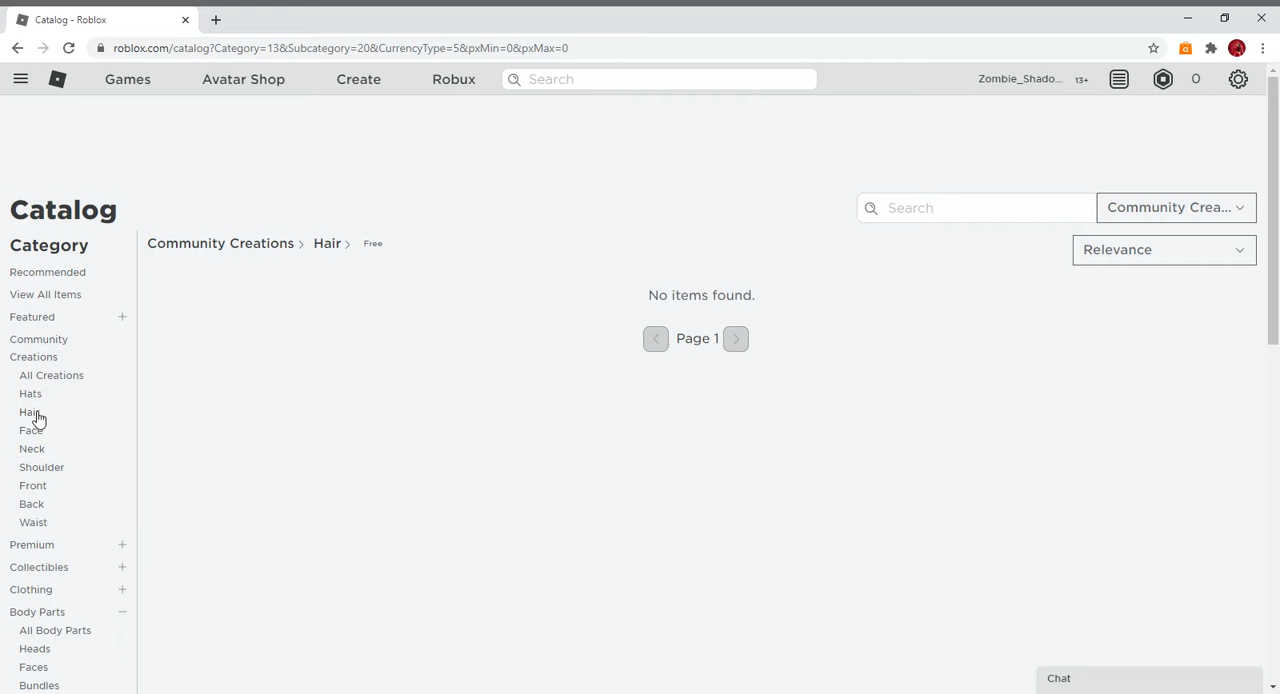 Catalog - Roblox
roblox.com/catalog?Category=13&Subcategory=20&CurrencyType=5&pxMin=0&pxMax=0
Games
Avatar Shop
Create
Robux
Search
Zombie_Shado...
13+
0
Catalog
Search
Community Crea...
Category
Community Creations
Hair
Free
Relevance
Recommended
View All Items
Featured
Community
Creations
All Creations
Hats
Hair
Face
Neck
Shoulder
Front
Back
Waist
Premium
Collectibles
Clothing
Body Parts
All Body Parts
Heads
Faces
Bundles
No items found.
Page 1
Chat